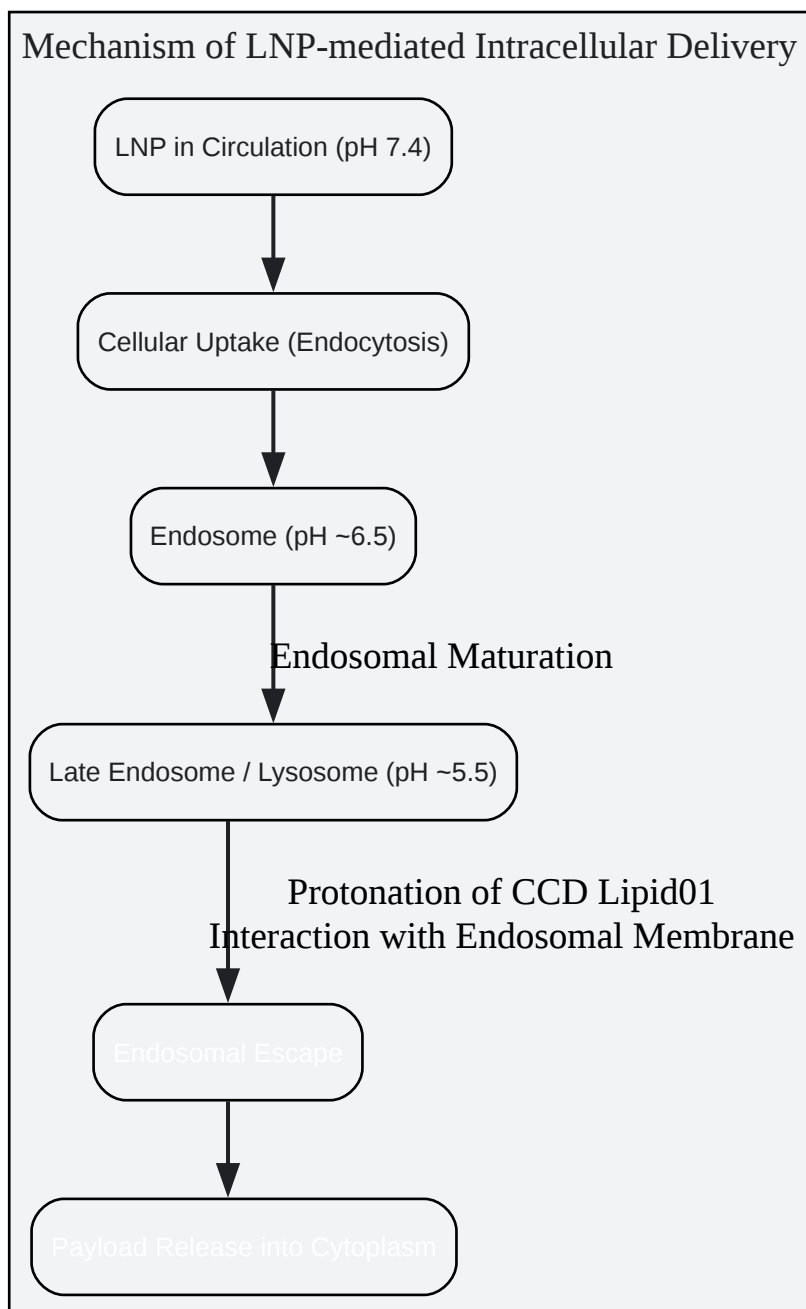 Mechanism of LNP-mediated Intracellular Delivery
LNP in Circulation (pH 7.4)
Cellular Uptake (Endocytosis)
Endosome (pH ~6.5)
Endosomal Maturation
Late Endosome / Lysosome (pH ~5.5)
Protonation of CCD Lipid01
Interaction with Endosomal Membrane
Endosomal Escape
Payload Release into Cytoplasm